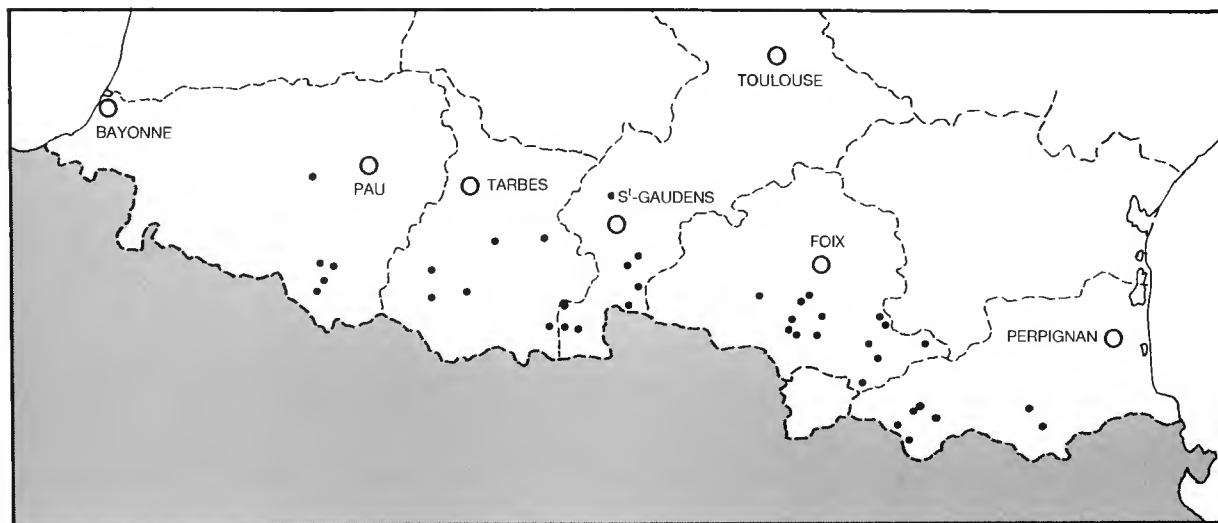 TOULOUSE
BAYONNE
PAU
TARBES
Sᵗ-GAUDENS
FOIX
PERPIGNAN